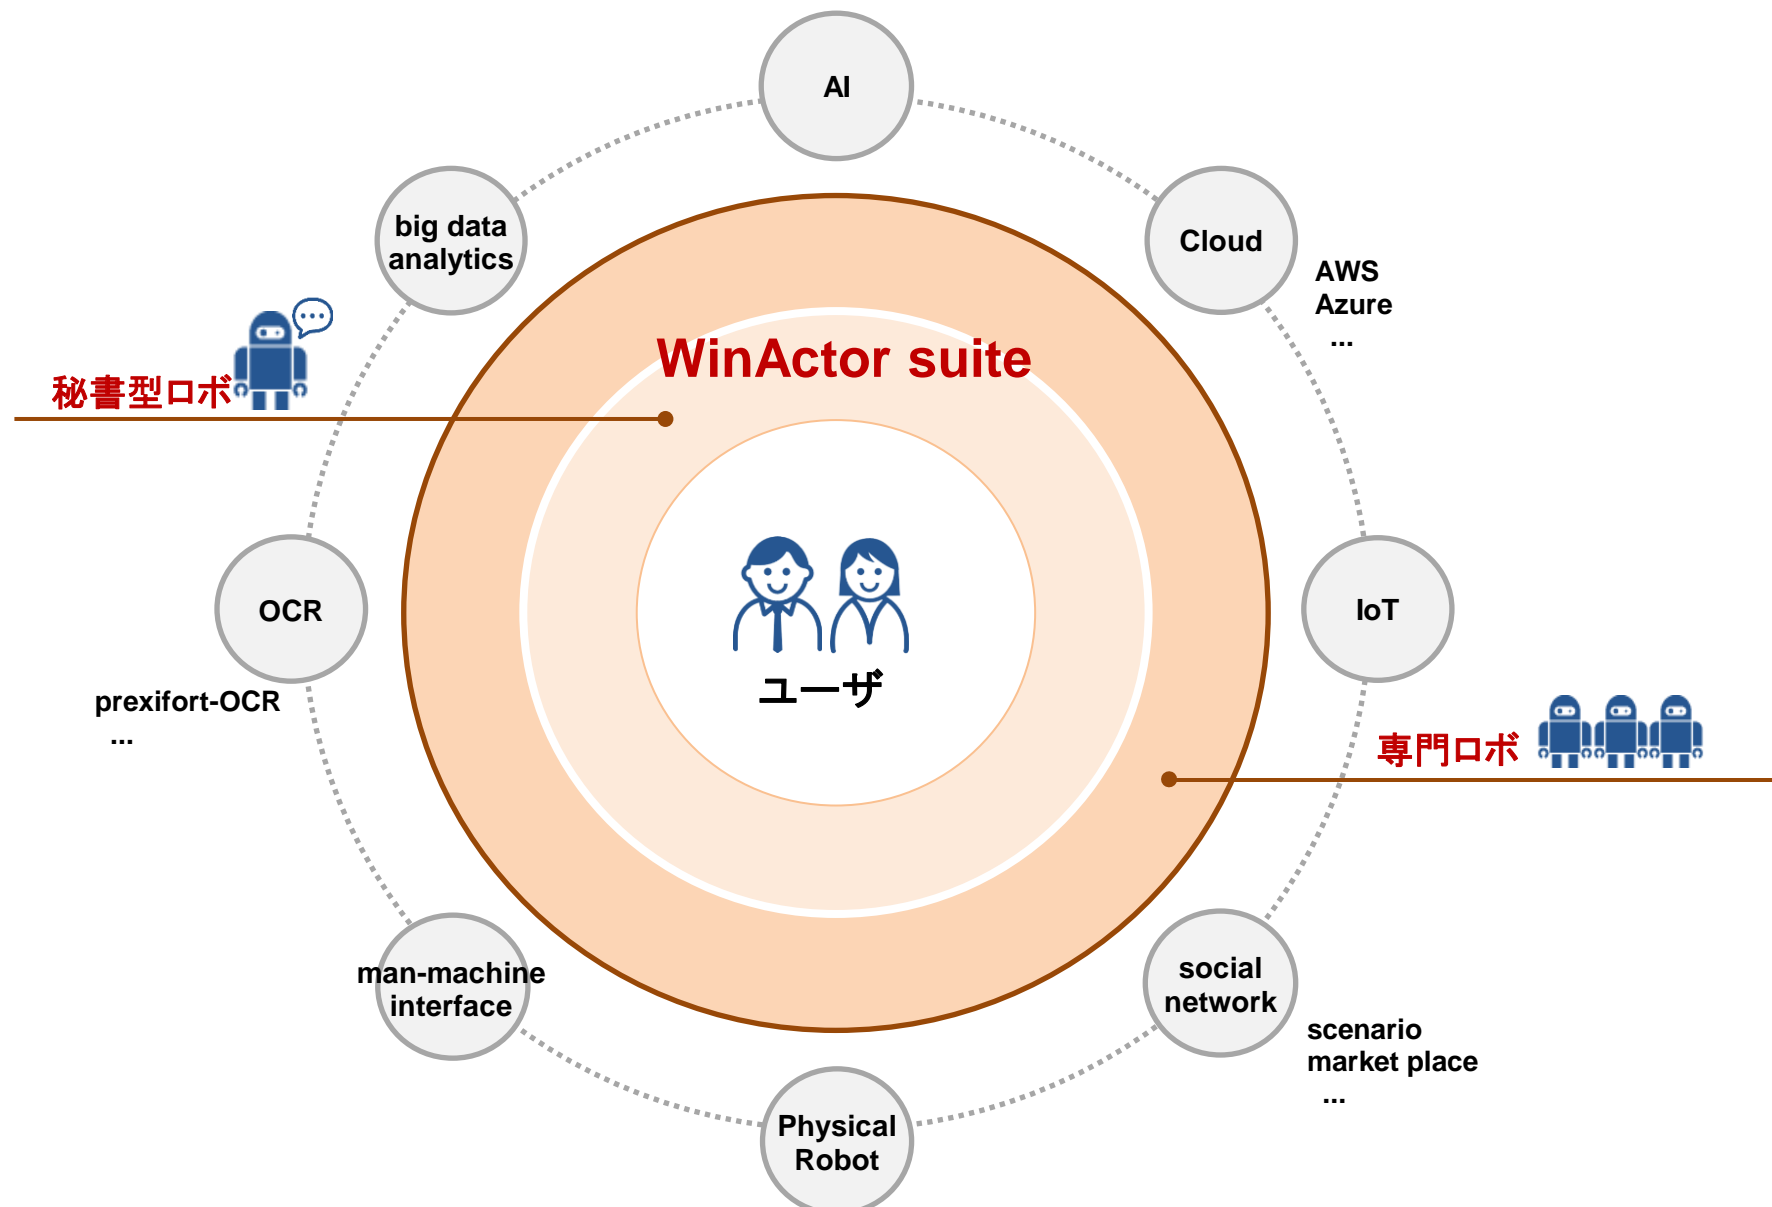 AI
big data
analytics
Cloud
AWS
Azure
...
WinActor suite
秘書型ロボ
OCR
IoT
prexifort-OCR
...
ユーザ
専門ロボ
man-machine
interface
social
network
scenario
market place
...
Physical
Robot